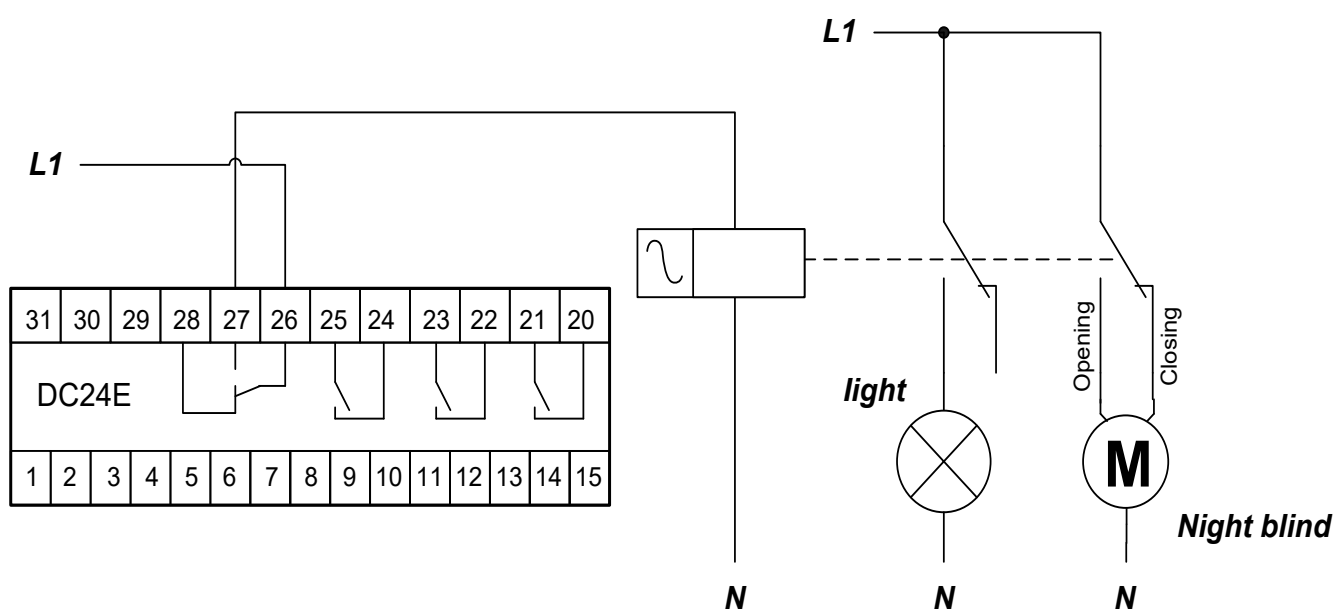 L1
L1
31 30 29 28 27 26 25 24 23 22 21 20
DC24E
1 2 3 4 5 6 7 8 9 10 11 12 13 14 15
Opening
Closing
light
M
Night blind
N
N
N